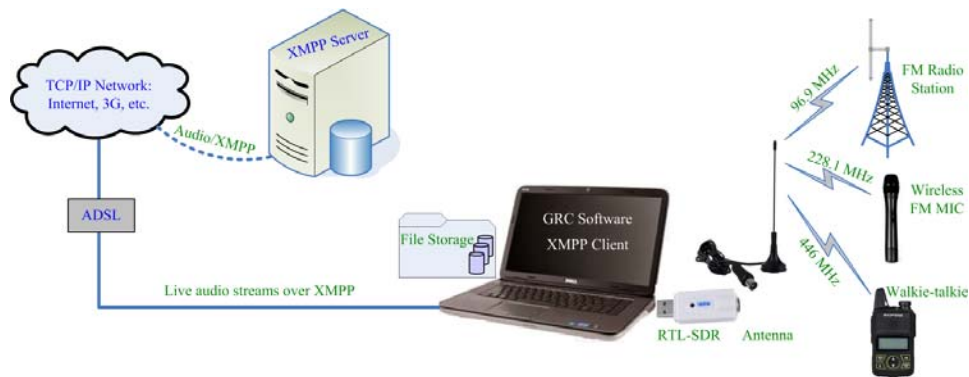 XMPP Server
TCP/IP Network:
Internet, 3G, etc.
Audio/XMPP
ADSL
Live audio streams over XMPP
File Storage
GRC Software
XMPP Client
RTL-SDR
Antenna
96.9 MHz
FM Radio
Station
228.1 MHz
Wireless
FM MIC
446 MHz
Walkie-talkie